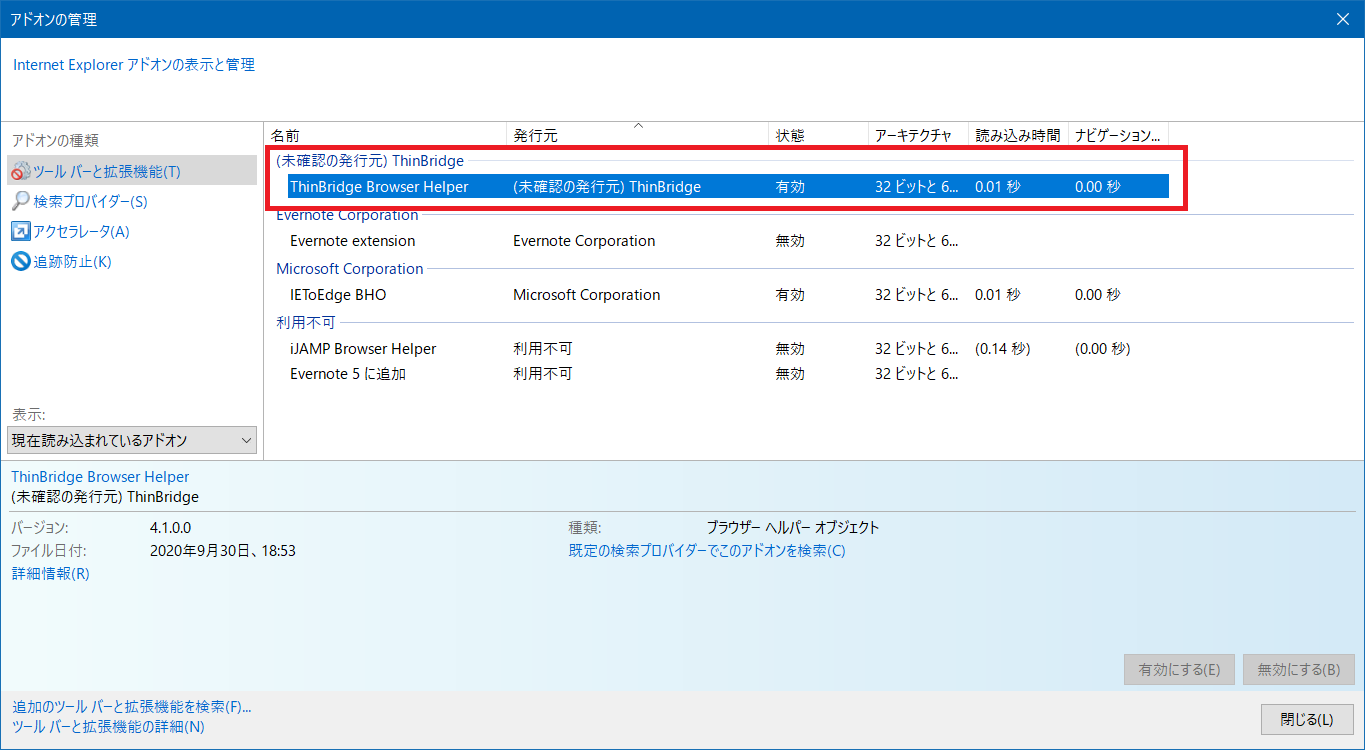 アドオンの管理
Internet Explorer アドオンの表示と管理
アドオンの種類
ツール バーと拡張機能(T)
検索プロバイダー(S)
アクセラレータ(A)
追跡防止(K)
表示:
現在読み込まれているアドオン
名前 発行元 状態 アーキテクチャ 読み込み時間 ナビゲーション...
(未確認の発行元) ThinBridge
ThinBridge Browser Helper (未確認の発行元) ThinBridge 有効 32 ビットと 6... 0.01 秒 0.00 秒
Evernote Corporation
Evernote extension Evernote Corporation 無効 32 ビットと 6...
Microsoft Corporation
IEToEdge BHO Microsoft Corporation 有効 32 ビットと 6... 0.01 秒 0.00 秒
利用不可
iJAMP Browser Helper 利用不可 無効 32 ビットと 6... (0.14 秒) (0.00 秒)
Evernote 5 に追加 利用不可 無効 32 ビットと 6...
ThinBridge Browser Helper
(未確認の発行元) ThinBridge
バージョン: 4.1.0.0 種類: ブラウザー ヘルパー オブジェクト
ファイル日付: 2020年9月30日、18:53 既定の検索プロバイダーでこのアドオンを検索(C)
詳細情報(R)
有効にする(E) 無効にする(B)
追加のツール バーと拡張機能を検索(F)...
ツール バーと拡張機能の詳細(N)
閉じる(L)